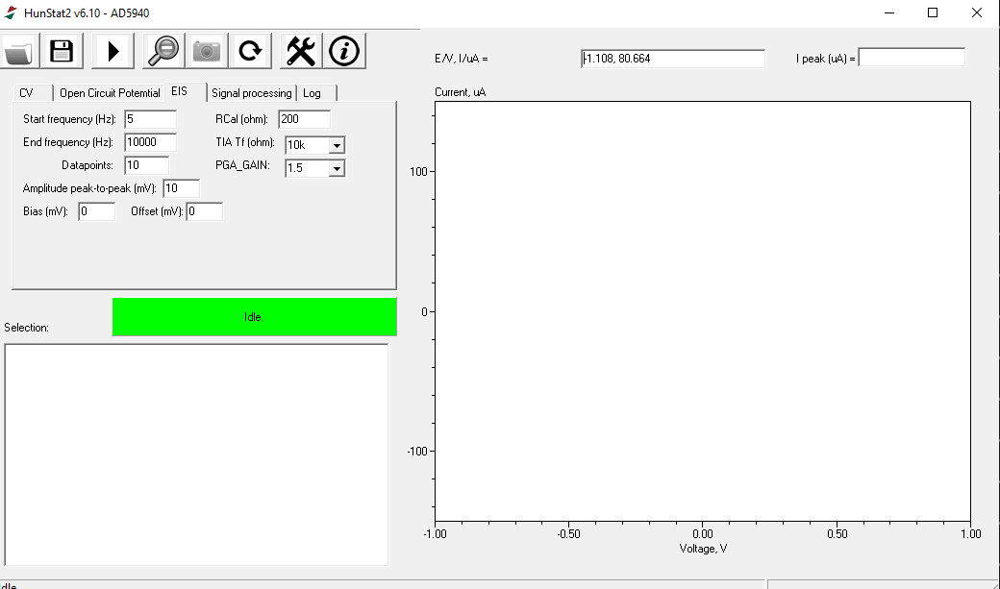 HunStat2 v6.10 - AD5940
E/V, I/uA =
-1.108, 80.664
I peak (uA) =
CV
Open Circuit Potemtial
EIS
Signal processing
Log
Start frequency (Hz): 5
RCal (ohm): 200
End frequency (Hz): 10000
TIA Tf (ohm): 10k
Datapoints: 10
PGA_GAIN: 1.5
Amplitude peak-to-peak (mV): 10
Bias (mV): 0
Offset (mV): 0
Idle.
Selection:
Current, uA
100
0
-100
-1.00
-0.50
0.00
0.50
1.00
Voltage, V
Idle